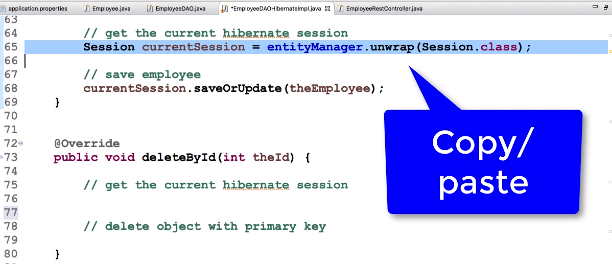 application.properties Employee.java EmployeeDAO.java *EmployeeDAOHibernateImpl.java EmployeeRestController.java
63
64 // get the current hibernate session
65 Session currentSession = entityManager.unwrap(Session.class);
66
67 // save employee
68 currentSession.saveOrUpdate(theEmployee);
69 }
70
71
72 @Override
73 public void deleteById(int theId) {
74
75 // get the current hibernate session
76
77
78 // delete object with primary key
79
80 }
81
Copy/
paste